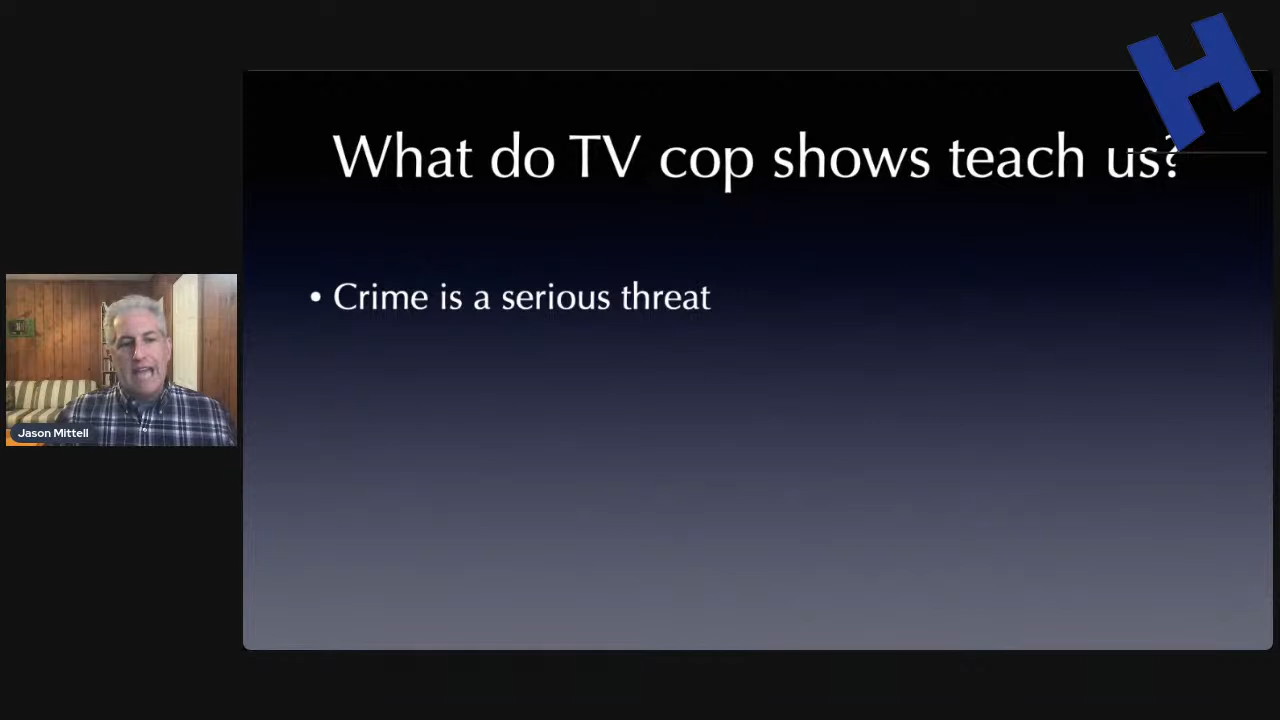 H
What do TV cop shows teach us?
• Crime is a serious threat
Jason Mittell